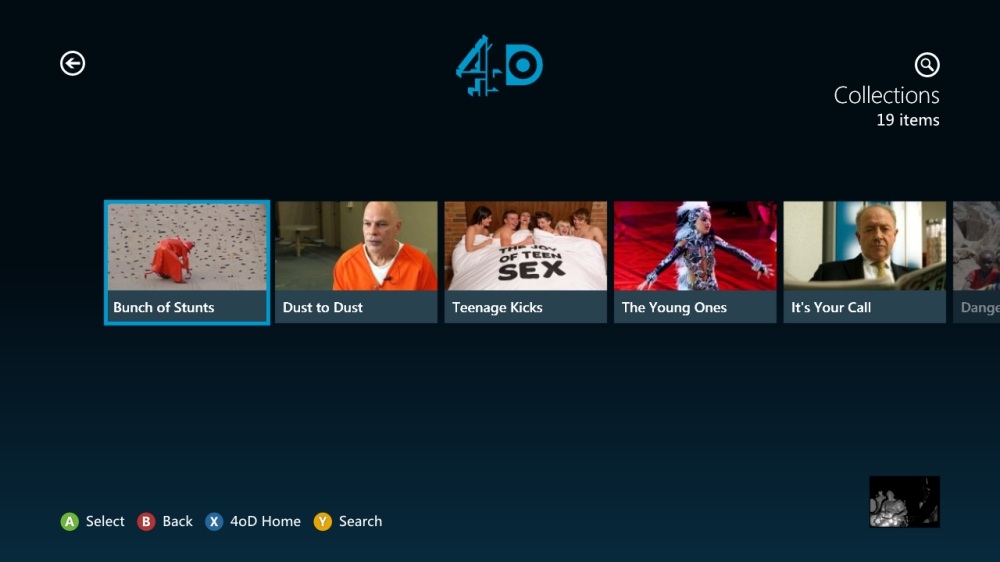 4oD
Collections
19 items
THE JOY
OF TEEN
SEX
Bunch of Stunts
Dust to Dust
Teenage Kicks
The Young Ones
It's Your Call
Dange
A Select
B Back
X 4oD Home
Y Search